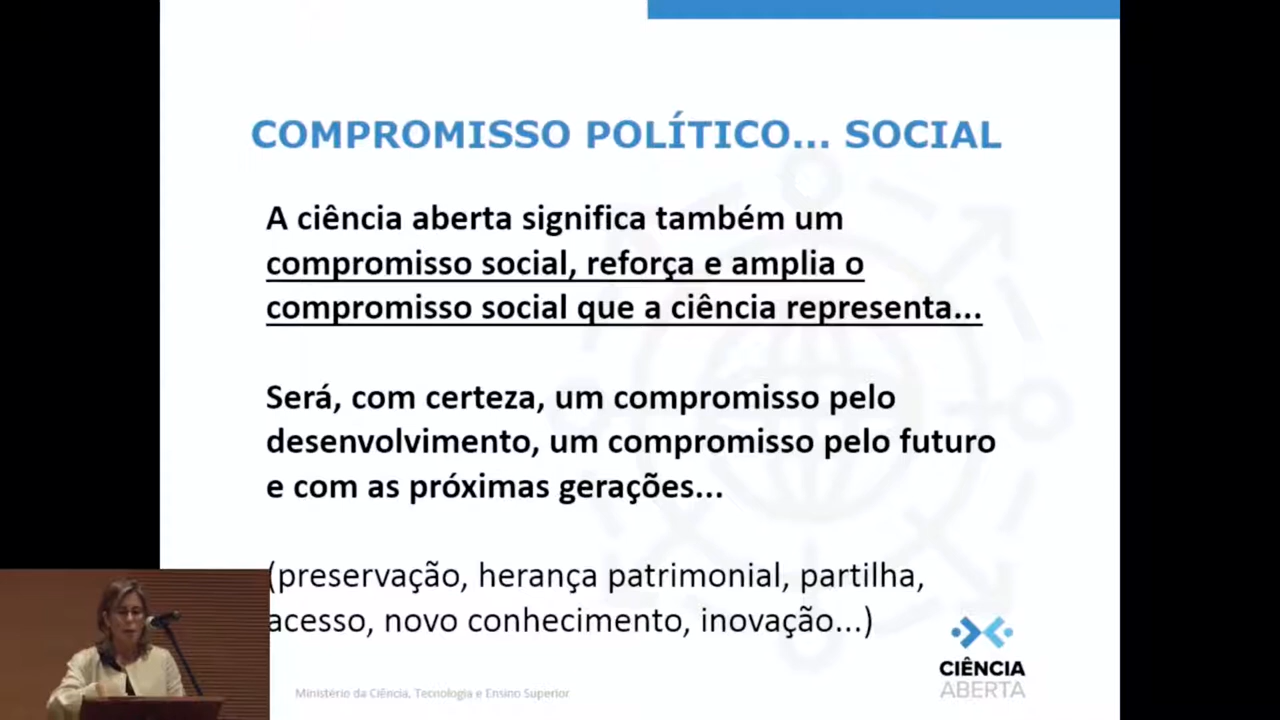 COMPROMISSO POLÍTICO... SOCIAL
A ciência aberta significa também um
compromisso social, reforça e amplia o
compromisso social que a ciência representa...
Será, com certeza, um compromisso pelo
desenvolvimento, um compromisso pelo futuro
e com as próximas gerações...
(preservação, herança patrimonial, partilha,
acesso, novo conhecimento, inovação...)
CIÊNCIA
ABERTA
Ministério da Ciência, Tecnologia e Ensino Superior